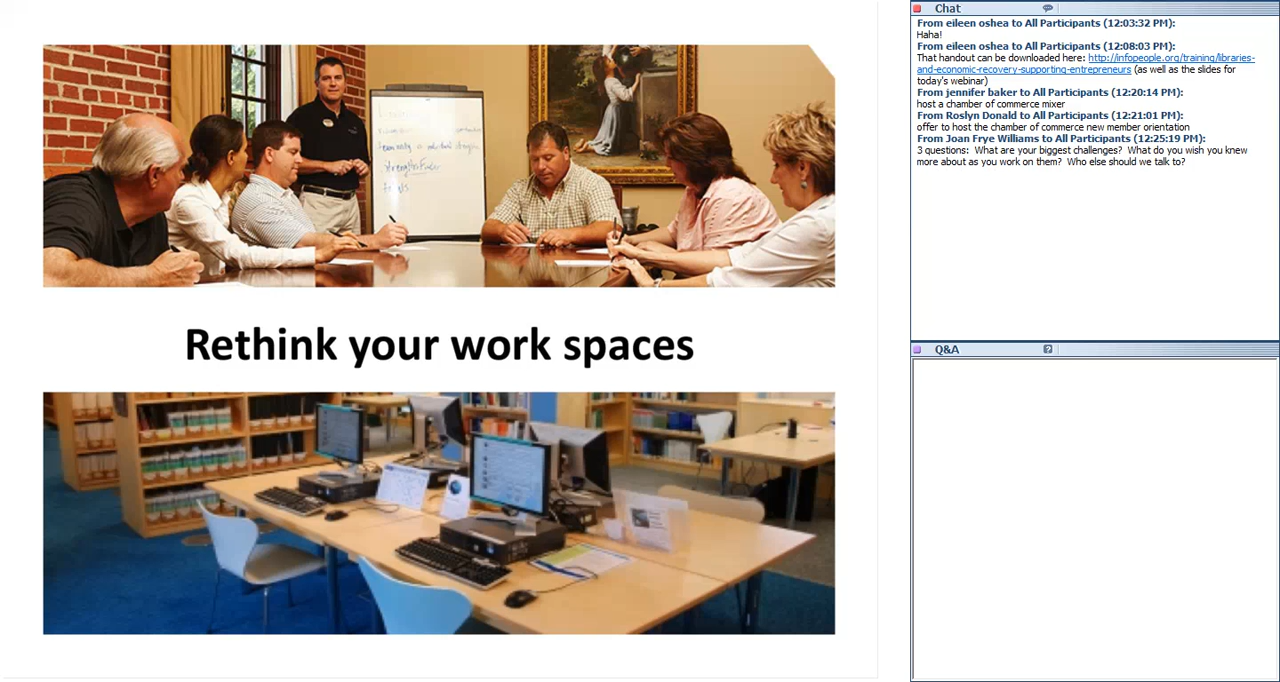 Rethink your work spaces
Chat
From eileen oshea to All Participants (12:03:32 PM):
Haha!
From eileen oshea to All Participants (12:08:03 PM):
That handout can be downloaded here: http://infopeople.org/training/libraries-
and-economic-recovery-supporting-entrepreneurs (as well as the slides for
today's webinar)
From jennifer baker to All Participants (12:20:14 PM):
host a chamber of commerce mixer
From Roslyn Donald to All Participants (12:21:01 PM):
offer to host the chamber of commerce new member orientation
From Joan Frye Williams to All Participants (12:25:19 PM):
3 questions: What are your biggest challenges? What do you wish you knew
more about as you work on them? Who else should we talk to?
Q&A